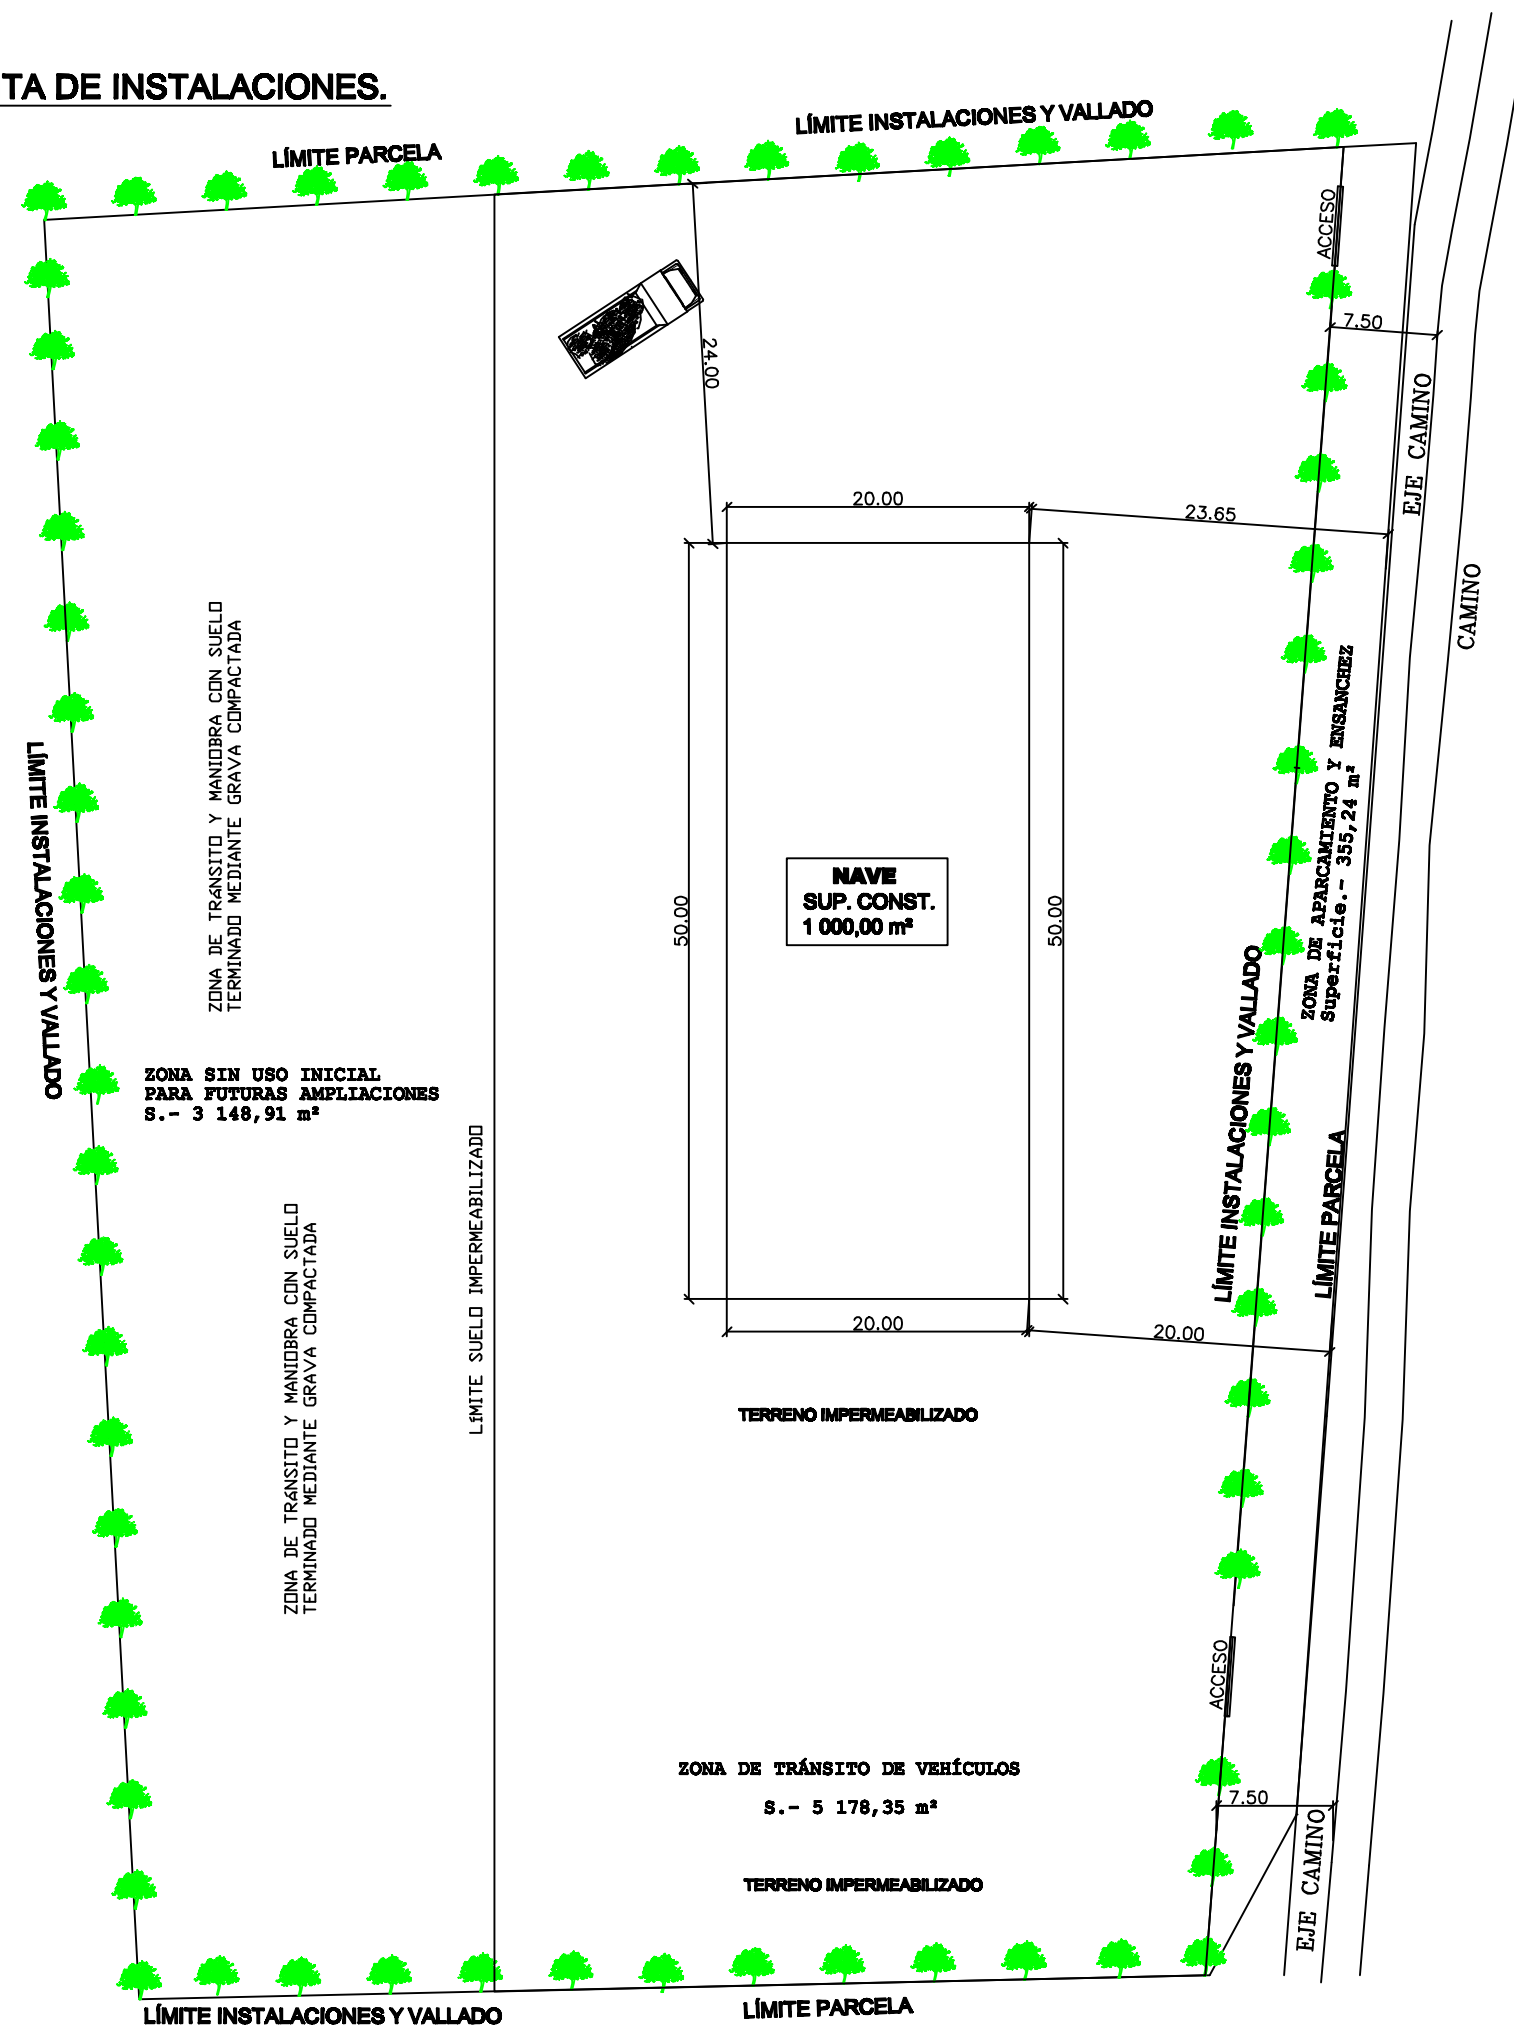 TA DE INSTALACIONES.
LÍMITE INSTALACIONES Y VALLADO
LÍMITE PARCELA
ACCESO
7.50
24.00
EJE CAMINO
20.00
23.65
CAMINO
ZONA DE TRÁNSITO Y MANIOBRA CON SUELO
TERMINADO MEDIANTE GRAVA COMPACTADA
ZONA DE APARCAMIENTO Y ENSANCHEZ
Superficie.- 355,24 m²
LÍMITE INSTALACIONES Y VALLADO
NAVE
SUP. CONST.
1 000,00 m²
50.00
50.00
LÍMITE INSTALACIONES Y VALLADO
ZONA SIN USO INICIAL
PARA FUTURAS AMPLIACIONES
S.- 3 148,91 m²
LÍMITE SUELO IMPERMEABILIZADO
LÍMITE PARCELA
ZONA DE TRÁNSITO Y MANIOBRA CON SUELO
TERMINADO MEDIANTE GRAVA COMPACTADA
20.00
20.00
TERRENO IMPERMEABILIZADO
ACCESO
ZONA DE TRÁNSITO DE VEHÍCULOS
S.- 5 178,35 m²
7.50
EJE CAMINO
TERRENO IMPERMEABILIZADO
LÍMITE INSTALACIONES Y VALLADO
LÍMITE PARCELA